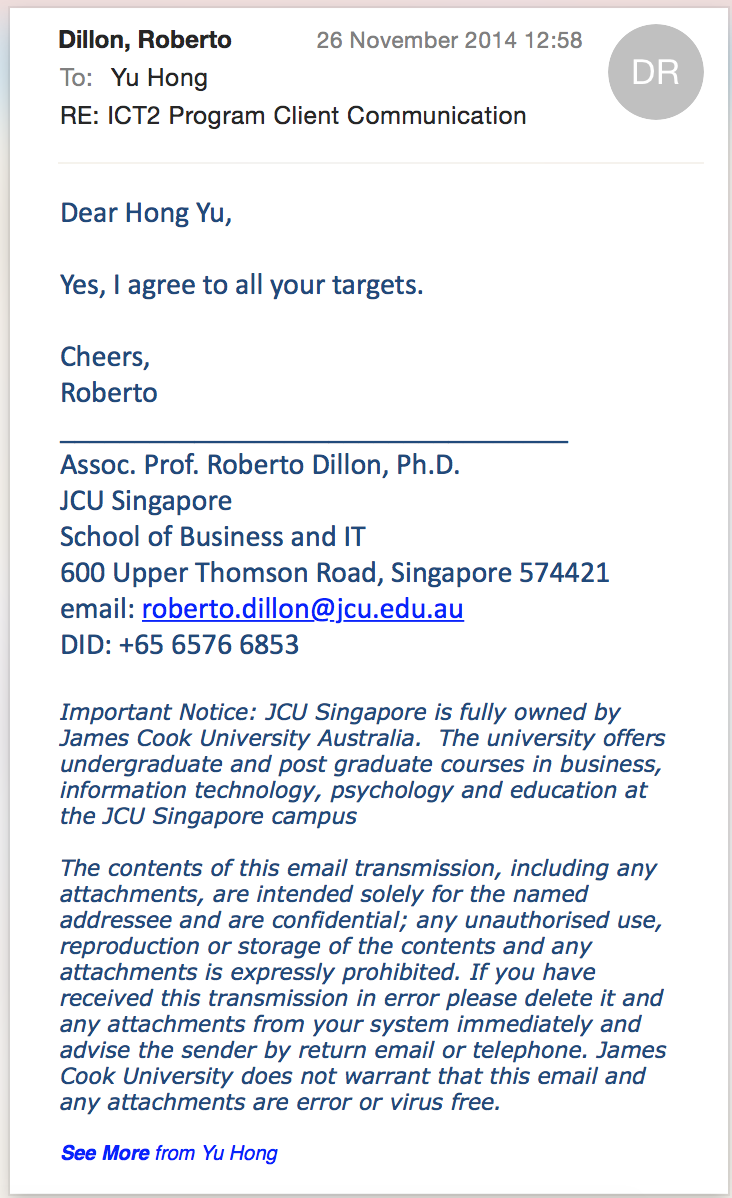 Dillon, Roberto 26 November 2014 12:58
DR
To: Yu Hong
RE: ICT2 Program Client Communication
Dear Hong Yu,
Yes, I agree to all your targets.
Cheers,
Roberto
Assoc. Prof. Roberto Dillon, Ph.D.
JCU Singapore
School of Business and IT
600 Upper Thomson Road, Singapore 574421
email: roberto.dillon@jcu.edu.au
DID: +65 6576 6853
Important Notice: JCU Singapore is fully owned by
James Cook University Australia.  The university offers
undergraduate and post graduate courses in business,
information technology, psychology and education at
the JCU Singapore campus
The contents of this email transmission, including any
attachments, are intended solely for the named
addressee and are confidential; any unauthorised use,
reproduction or storage of the contents and any
attachments is expressly prohibited. If you have
received this transmission in error please delete it and
any attachments from your system immediately and
advise the sender by return email or telephone. James
Cook University does not warrant that this email and
any attachments are error or virus free.
See More from Yu Hong